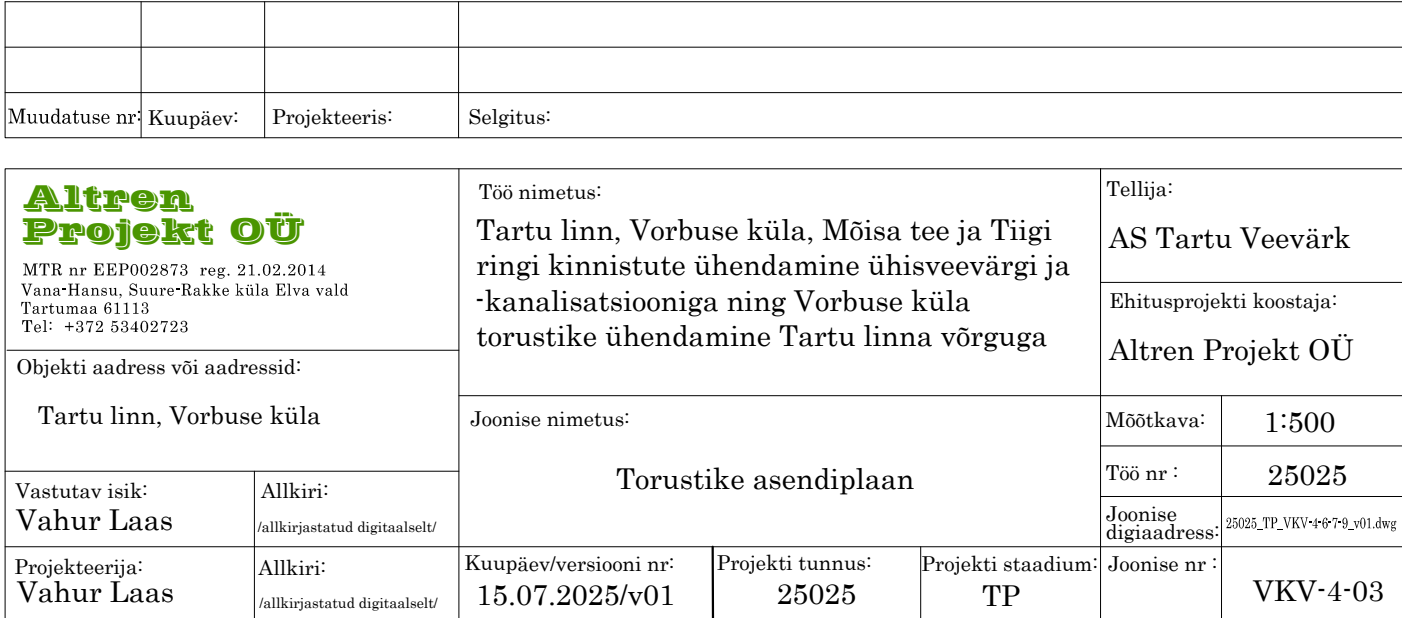 Muudatuse nr: Kuupäev: Projekteeris: Selgitus:
Altren
Projekt OÜ
MTR nr EEP002873 reg. 21.02.2014
Vana-Hansu, Suure-Rakke küla Elva vald
Tartumaa 61113
Tel: +372 53402723
Objekti aadress või aadressid:
Tartu linn, Vorbuse küla
Vastutav isik:
Vahur Laas
Allkiri:
/allkirjastatud digitaalselt/
Projekteerija:
Vahur Laas
Allkiri:
/allkirjastatud digitaalselt/
Töö nimetus:
Tartu linn, Vorbuse küla, Mõisa tee ja Tiigi
ringi kinnistute ühendamine ühisveevärgi ja
-kanalisatsiooniga ning Vorbuse küla
torustike ühendamine Tartu linna võrguga
Joonise nimetus:
Torustike asendiplaan
Kuupäev/versiooni nr:
15.07.2025/v01
Projekti tunnus:
25025
Projekti staadium:
TP
Tellija:
AS Tartu Veevärk
Ehitusprojekti koostaja:
Altren Projekt OÜ
Mõõtkava: 1:500
Töö nr : 25025
Joonise
digiaadress: 25025_TP_VKV-4-6-7-9_v01.dwg
Joonise nr :
VKV-4-03